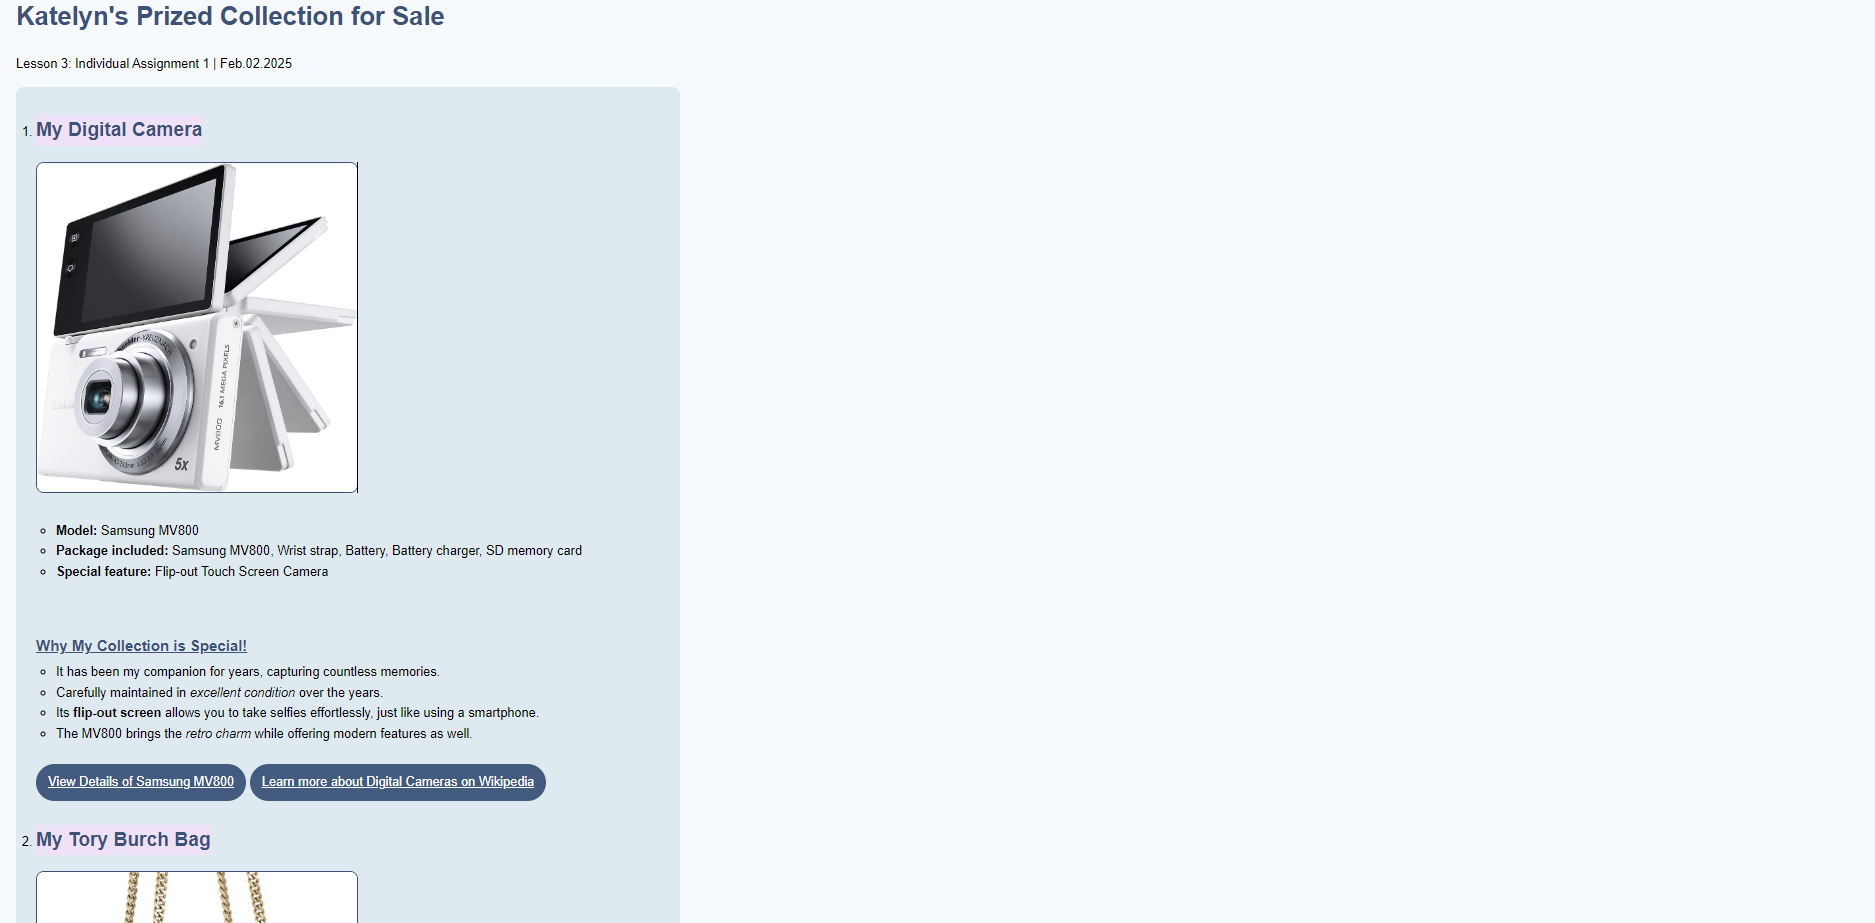 Katelyn's Prized Collection for Sale
Lesson 3: Individual Assignment 1 | Feb.02.2025
1. My Digital Camera
16.1 MEGA PIXELS
MV800
5x
Model: Samsung MV800
Package included: Samsung MV800, Wrist strap, Battery, Battery charger, SD memory card
Special feature: Flip-out Touch Screen Camera
Why My Collection is Special!
It has been my companion for years, capturing countless memories.
Carefully maintained in excellent condition over the years.
Its flip-out screen allows you to take selfies effortlessly, just like using a smartphone.
The MV800 brings the retro charm while offering modern features as well.
View Details of Samsung MV800 Learn more about Digital Cameras on Wikipedia
2. My Tory Burch Bag